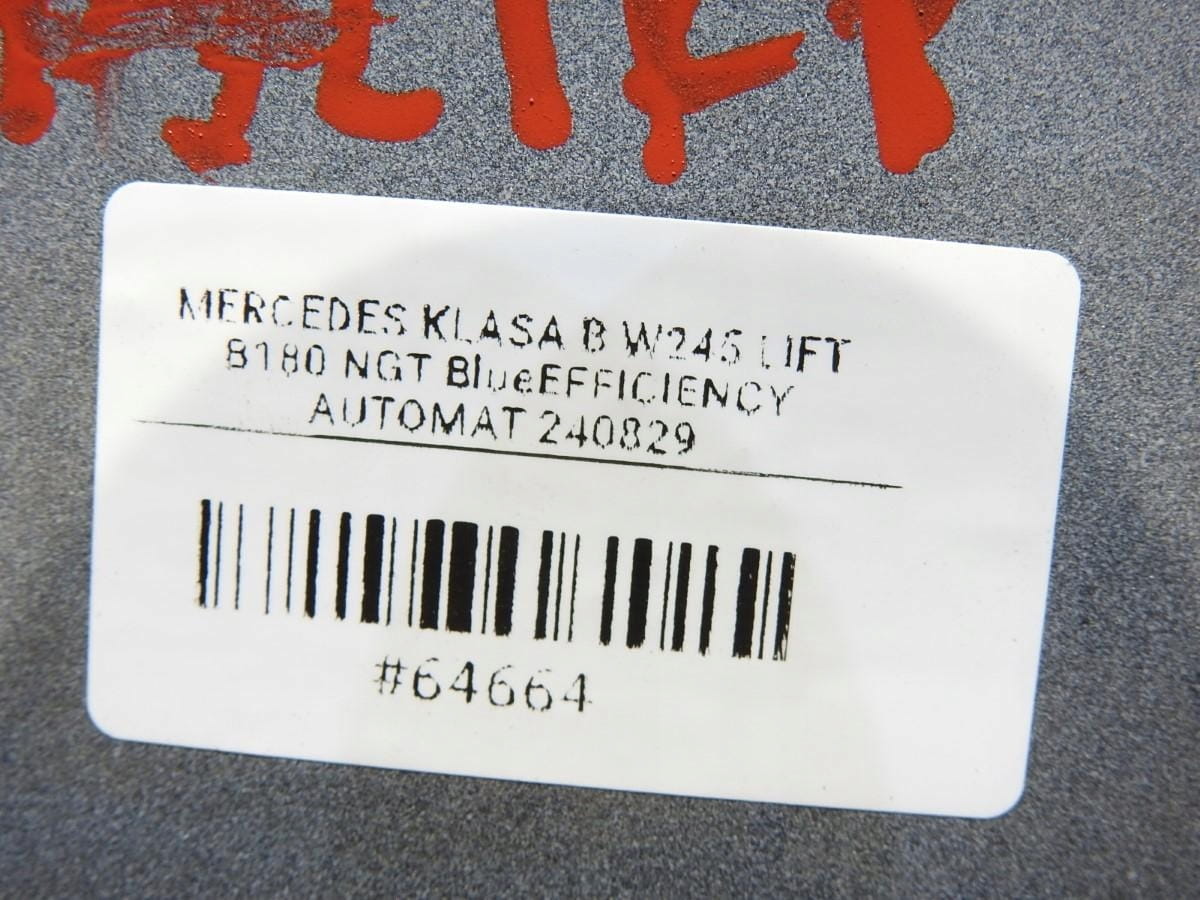 MERCEDES KLASA B W245 LIFT
B180 NGT BlueEFFICIENCY
AUTOMAT 240829
#64664